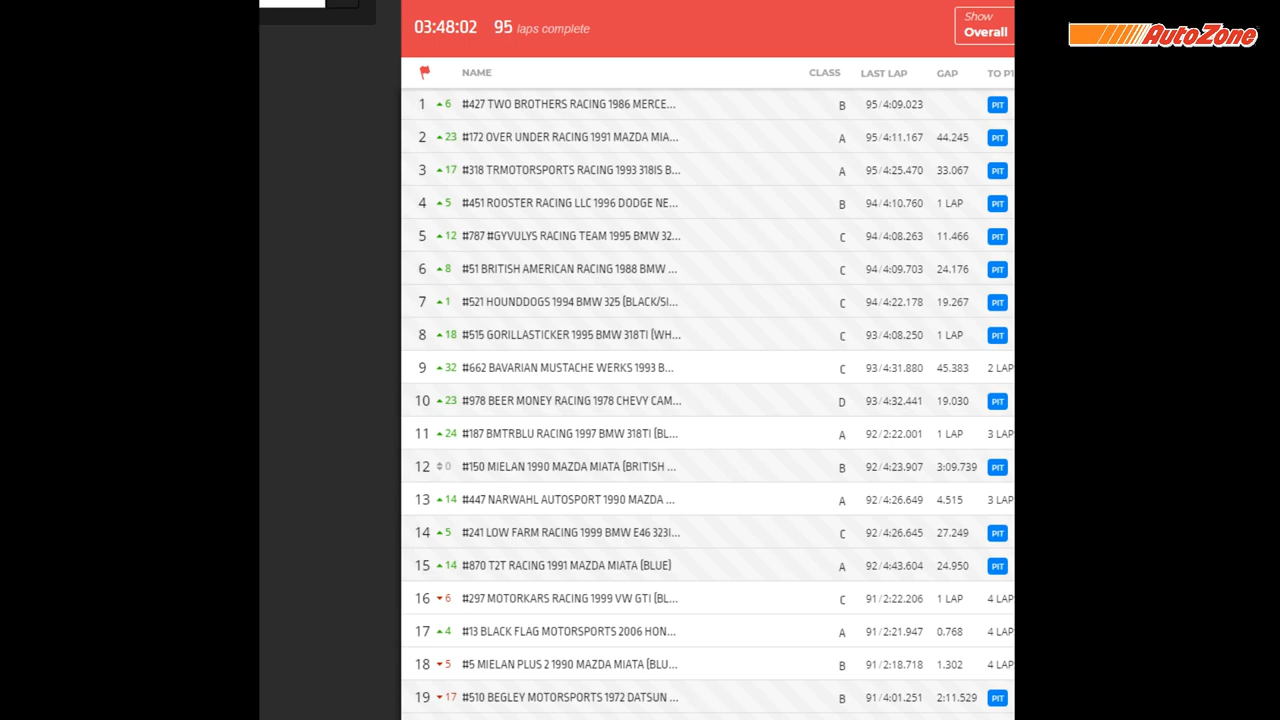 03:48:02 95 laps complete Show
Overall
AutoZone
NAME CLASS LAST LAP GAP TO P1
1 6 #427 TWO BROTHERS RACING 1986 MERCE... B 95/4:09.023 PIT
2 23 #172 OVER UNDER RACING 1991 MAZDA MIA... A 95/4:11.167 44.245 PIT
3 17 #318 TRMOTORSPORTS RACING 1993 318IS B... A 95/4:25.470 33.067 PIT
4 5 #451 ROOSTER RACING LLC 1996 DODGE NE... B 94/4:10.760 1 LAP PIT
5 12 #787 #GYVULYS RACING TEAM 1995 BMW 32... C 94/4:08.263 11.466 PIT
6 8 #51 BRITISH AMERICAN RACING 1988 BMW ... C 94/4:09.703 24.176 PIT
7 1 #521 HOUNDDOGS 1994 BMW 325 (BLACK/SI... C 94/4:22.178 19.267 PIT
8 18 #515 GORILLASTICKER 1995 BMW 318TI (WH... C 93/4:08.250 1 LAP PIT
9 32 #662 BAVARIAN MUSTACHE WERKS 1993 B... C 93/4:31.880 45.383 2 LAP
10 23 #978 BEER MONEY RACING 1978 CHEVY CAM... D 93/4:32.441 19.030 PIT
11 24 #187 BMTRBLU RACING 1997 BMW 318TI (BL... A 92/2:22.001 1 LAP 3 LAP
12 0 #150 MIELAN 1990 MAZDA MIATA (BRITISH ... B 92/4:23.907 3:09.739 PIT
13 14 #447 NARWAHL AUTOSPORT 1990 MAZDA ... A 92/4:26.649 4.515 3 LAP
14 5 #241 LOW FARM RACING 1999 BMW E46 323I... C 92/4:26.645 27.249 PIT
15 14 #870 T2T RACING 1991 MAZDA MIATA (BLUE) A 92/4:43.604 24.950 PIT
16 6 #297 MOTORKARS RACING 1999 VW GTI (BL... C 91/2:22.206 1 LAP 4 LAP
17 4 #13 BLACK FLAG MOTORSPORTS 2006 HON... A 91/2:21.947 0.768 4 LAP
18 5 #5 MIELAN PLUS 2 1990 MAZDA MIATA (BLU... B 91/2:18.718 1.302 4 LAP
19 17 #510 BEGLEY MOTORSPORTS 1972 DATSUN ... B 91/4:01.251 2:11.529 PIT